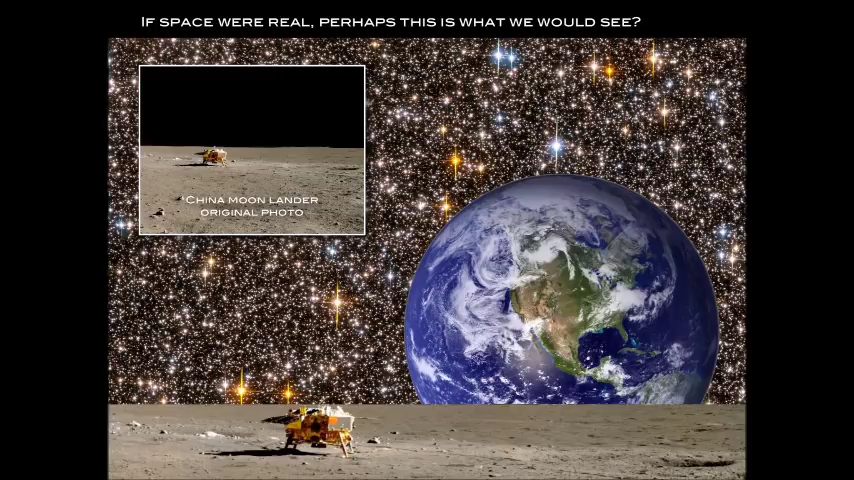 If space were real, perhaps this is what we would see?
*China moon lander
original photo